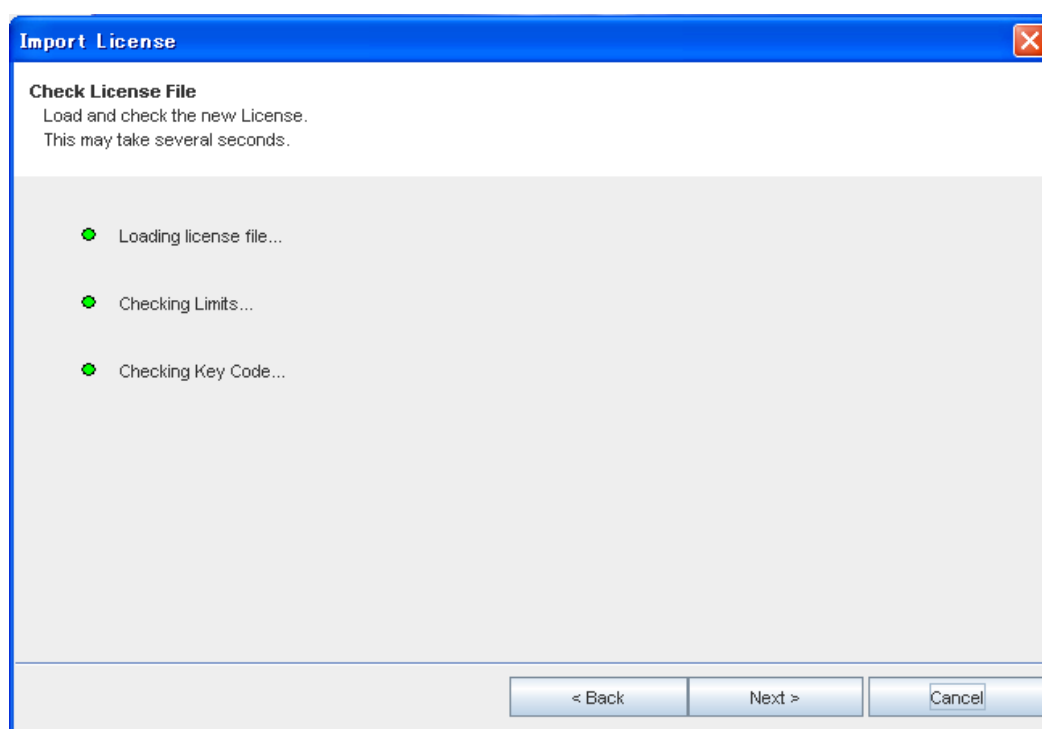 Import License
Check License File
Load and check the new License.
This may take several seconds.
Loading license file...
Checking Limits...
Checking Key Code...
< Back
Next >
Cancel